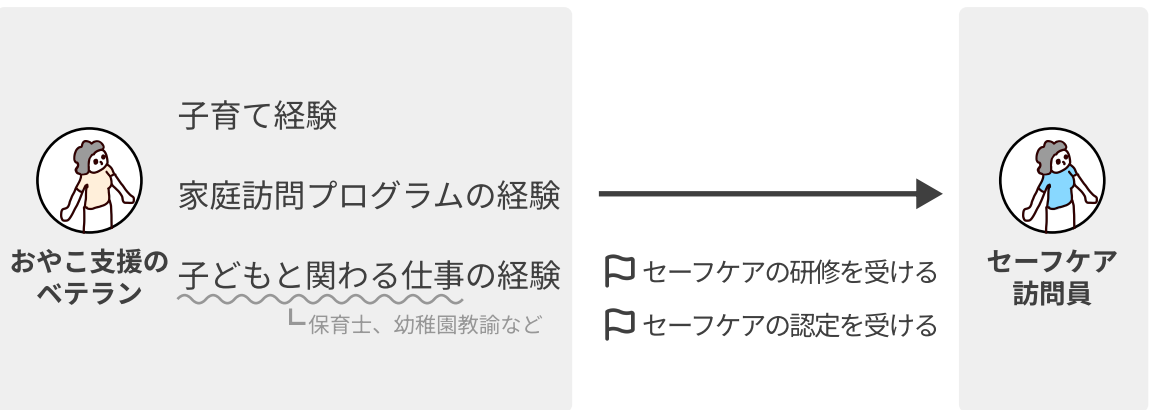 子育て経験
家庭訪問プログラムの経験
子どもと関わる仕事の経験
保育士、幼稚園教諭など
おやこ支援の
ベテラン
セーフケアの研修を受ける
セーフケアの認定を受ける
セーフケア
訪問員